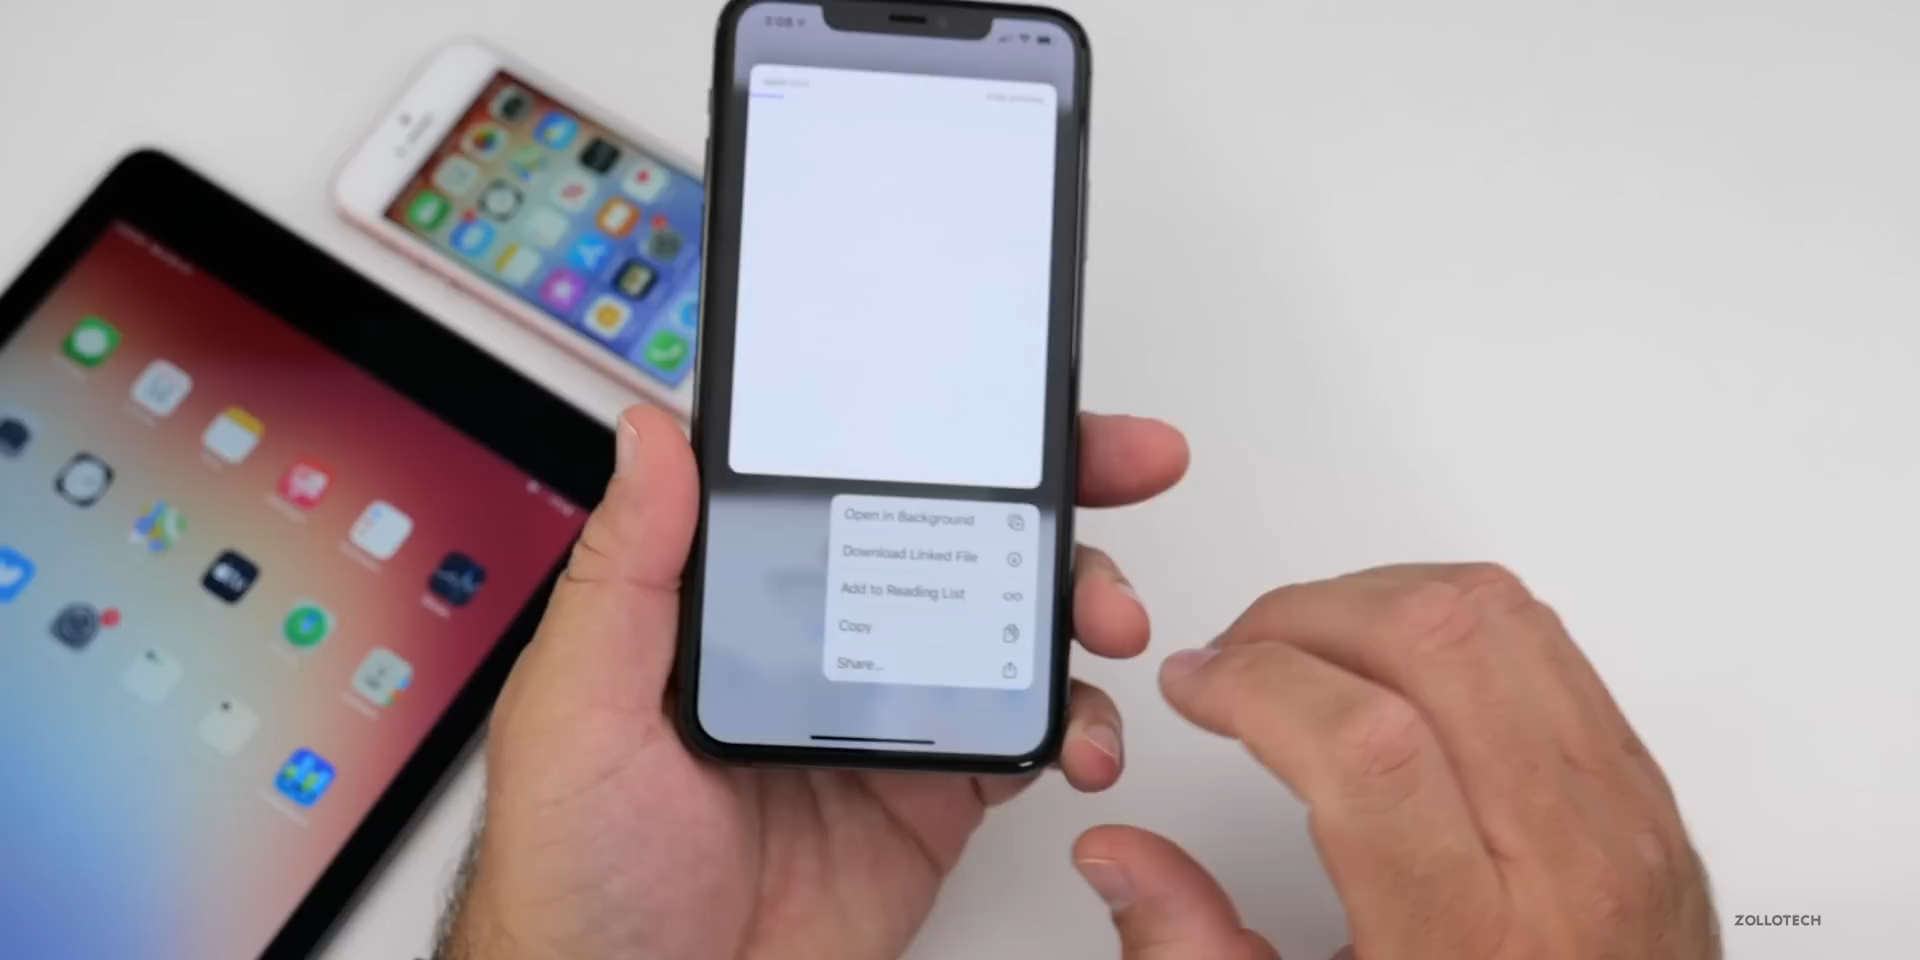 Open in Background
Download Linked File
Add to Reading List
Copy
Share...
ZOLLOTECH